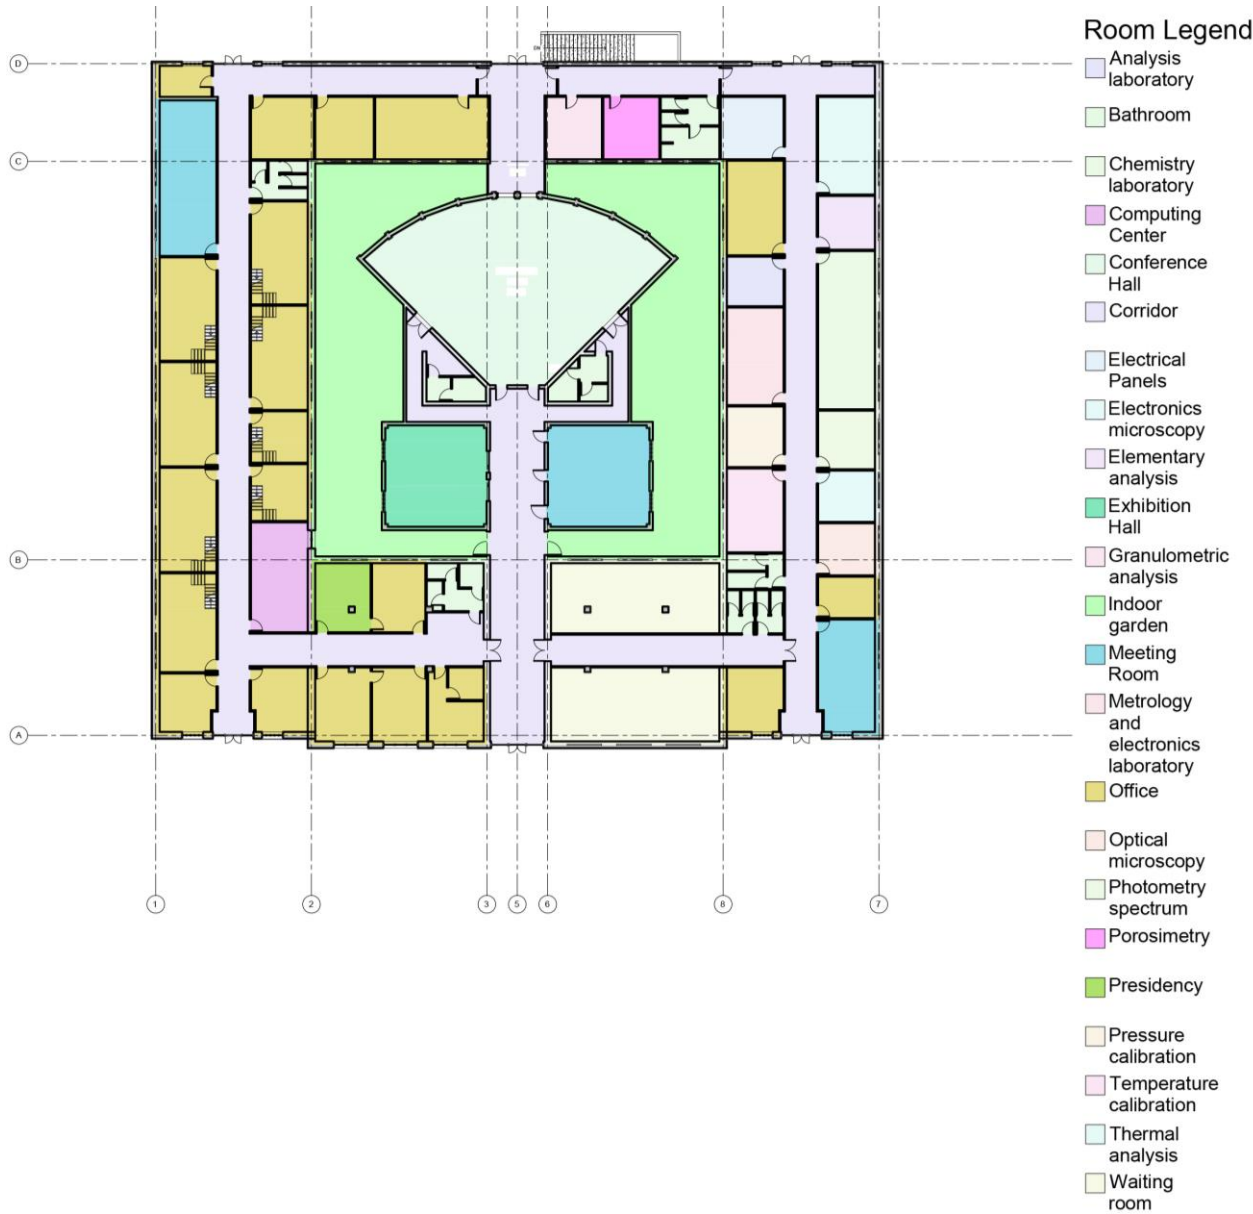 Room Legend
Analysis
laboratory
Bathroom
Chemistry
laboratory
Computing
Center
Conference
Hall
Corridor
Electrical
Panels
Electronics
microscopy
Elementary
analysis
Exhibition
Hall
Granulometric
analysis
Indoor
garden
Meeting
Room
Metrology
and
electronics
laboratory
Office
Optical
microscopy
Photometry
spectrum
Porosimetry
Presidency
Pressure
calibration
Temperature
calibration
Thermal
analysis
Waiting
room
D
C
B
A
1
2
3
5
6
8
7